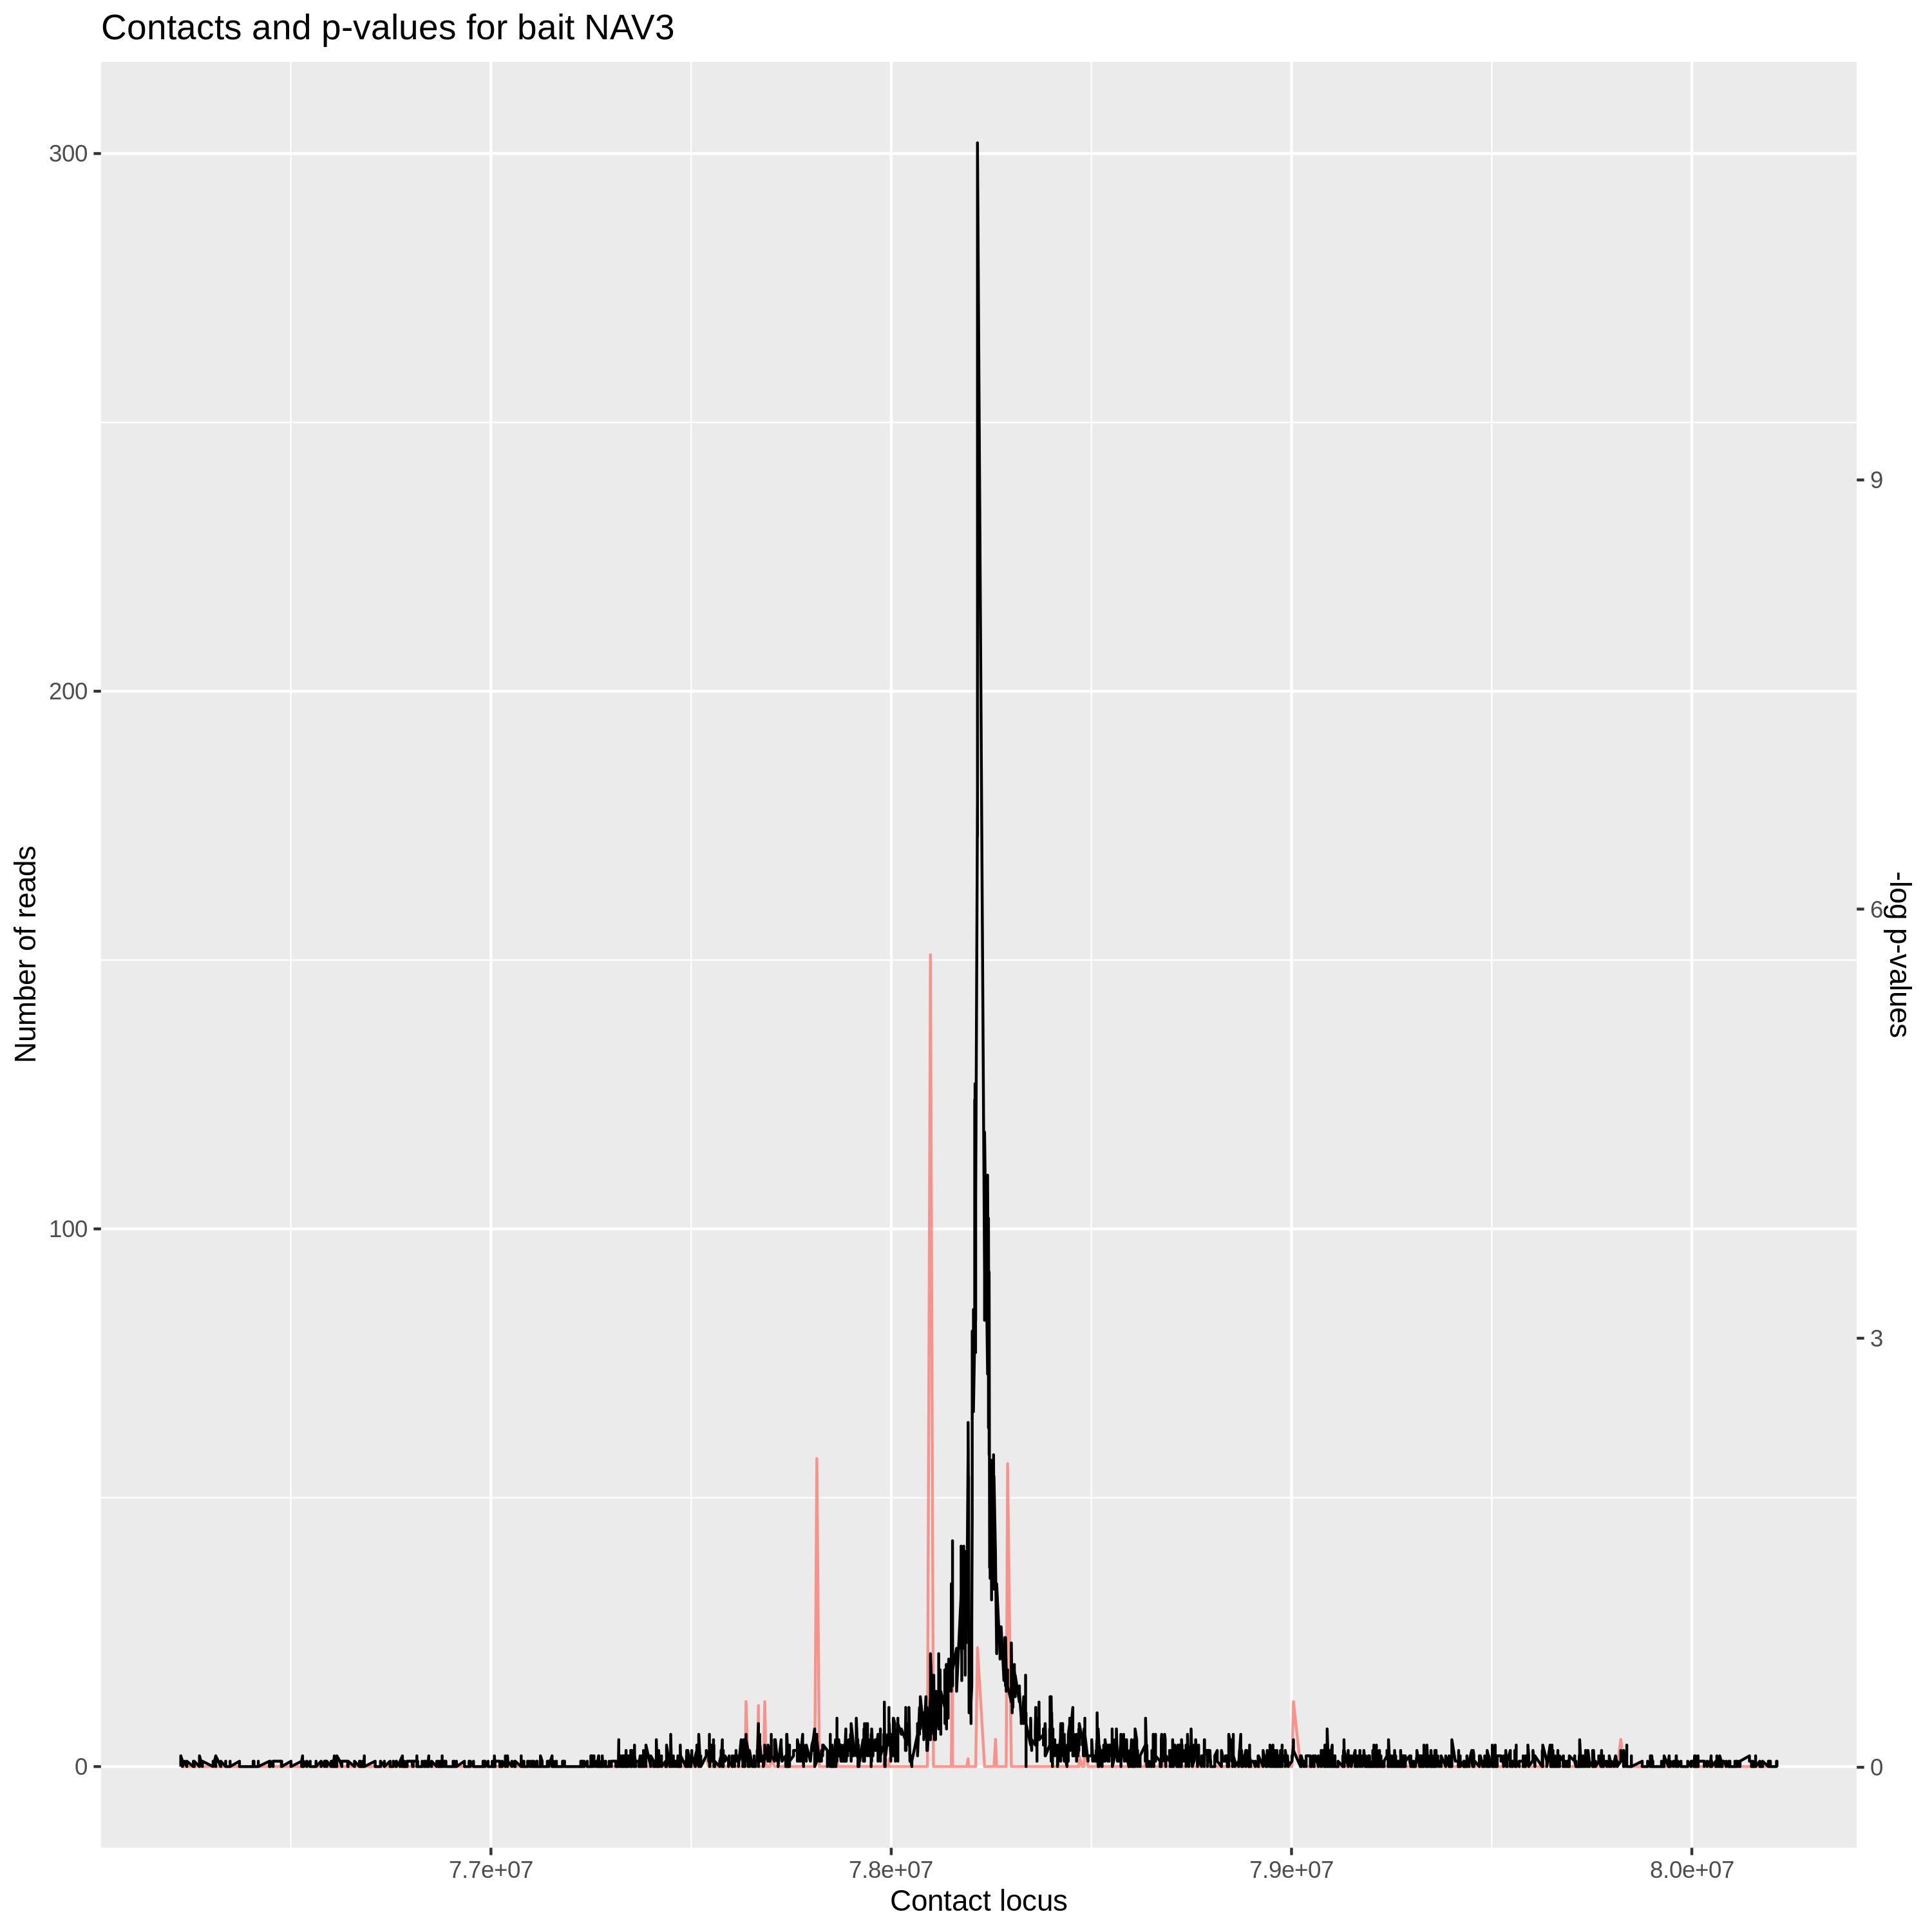 Contacts and p-values for bait NAV3
300
200
100
0
Number of reads
9
6
3
0
-log p-values
7.7e+07
7.8e+07
7.9e+07
8.0e+07
Contact locus